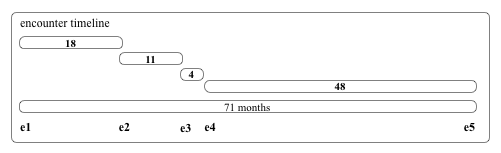 encounter timeline
18
11
4
48
71 months
e1 e2 e3 e4 e5